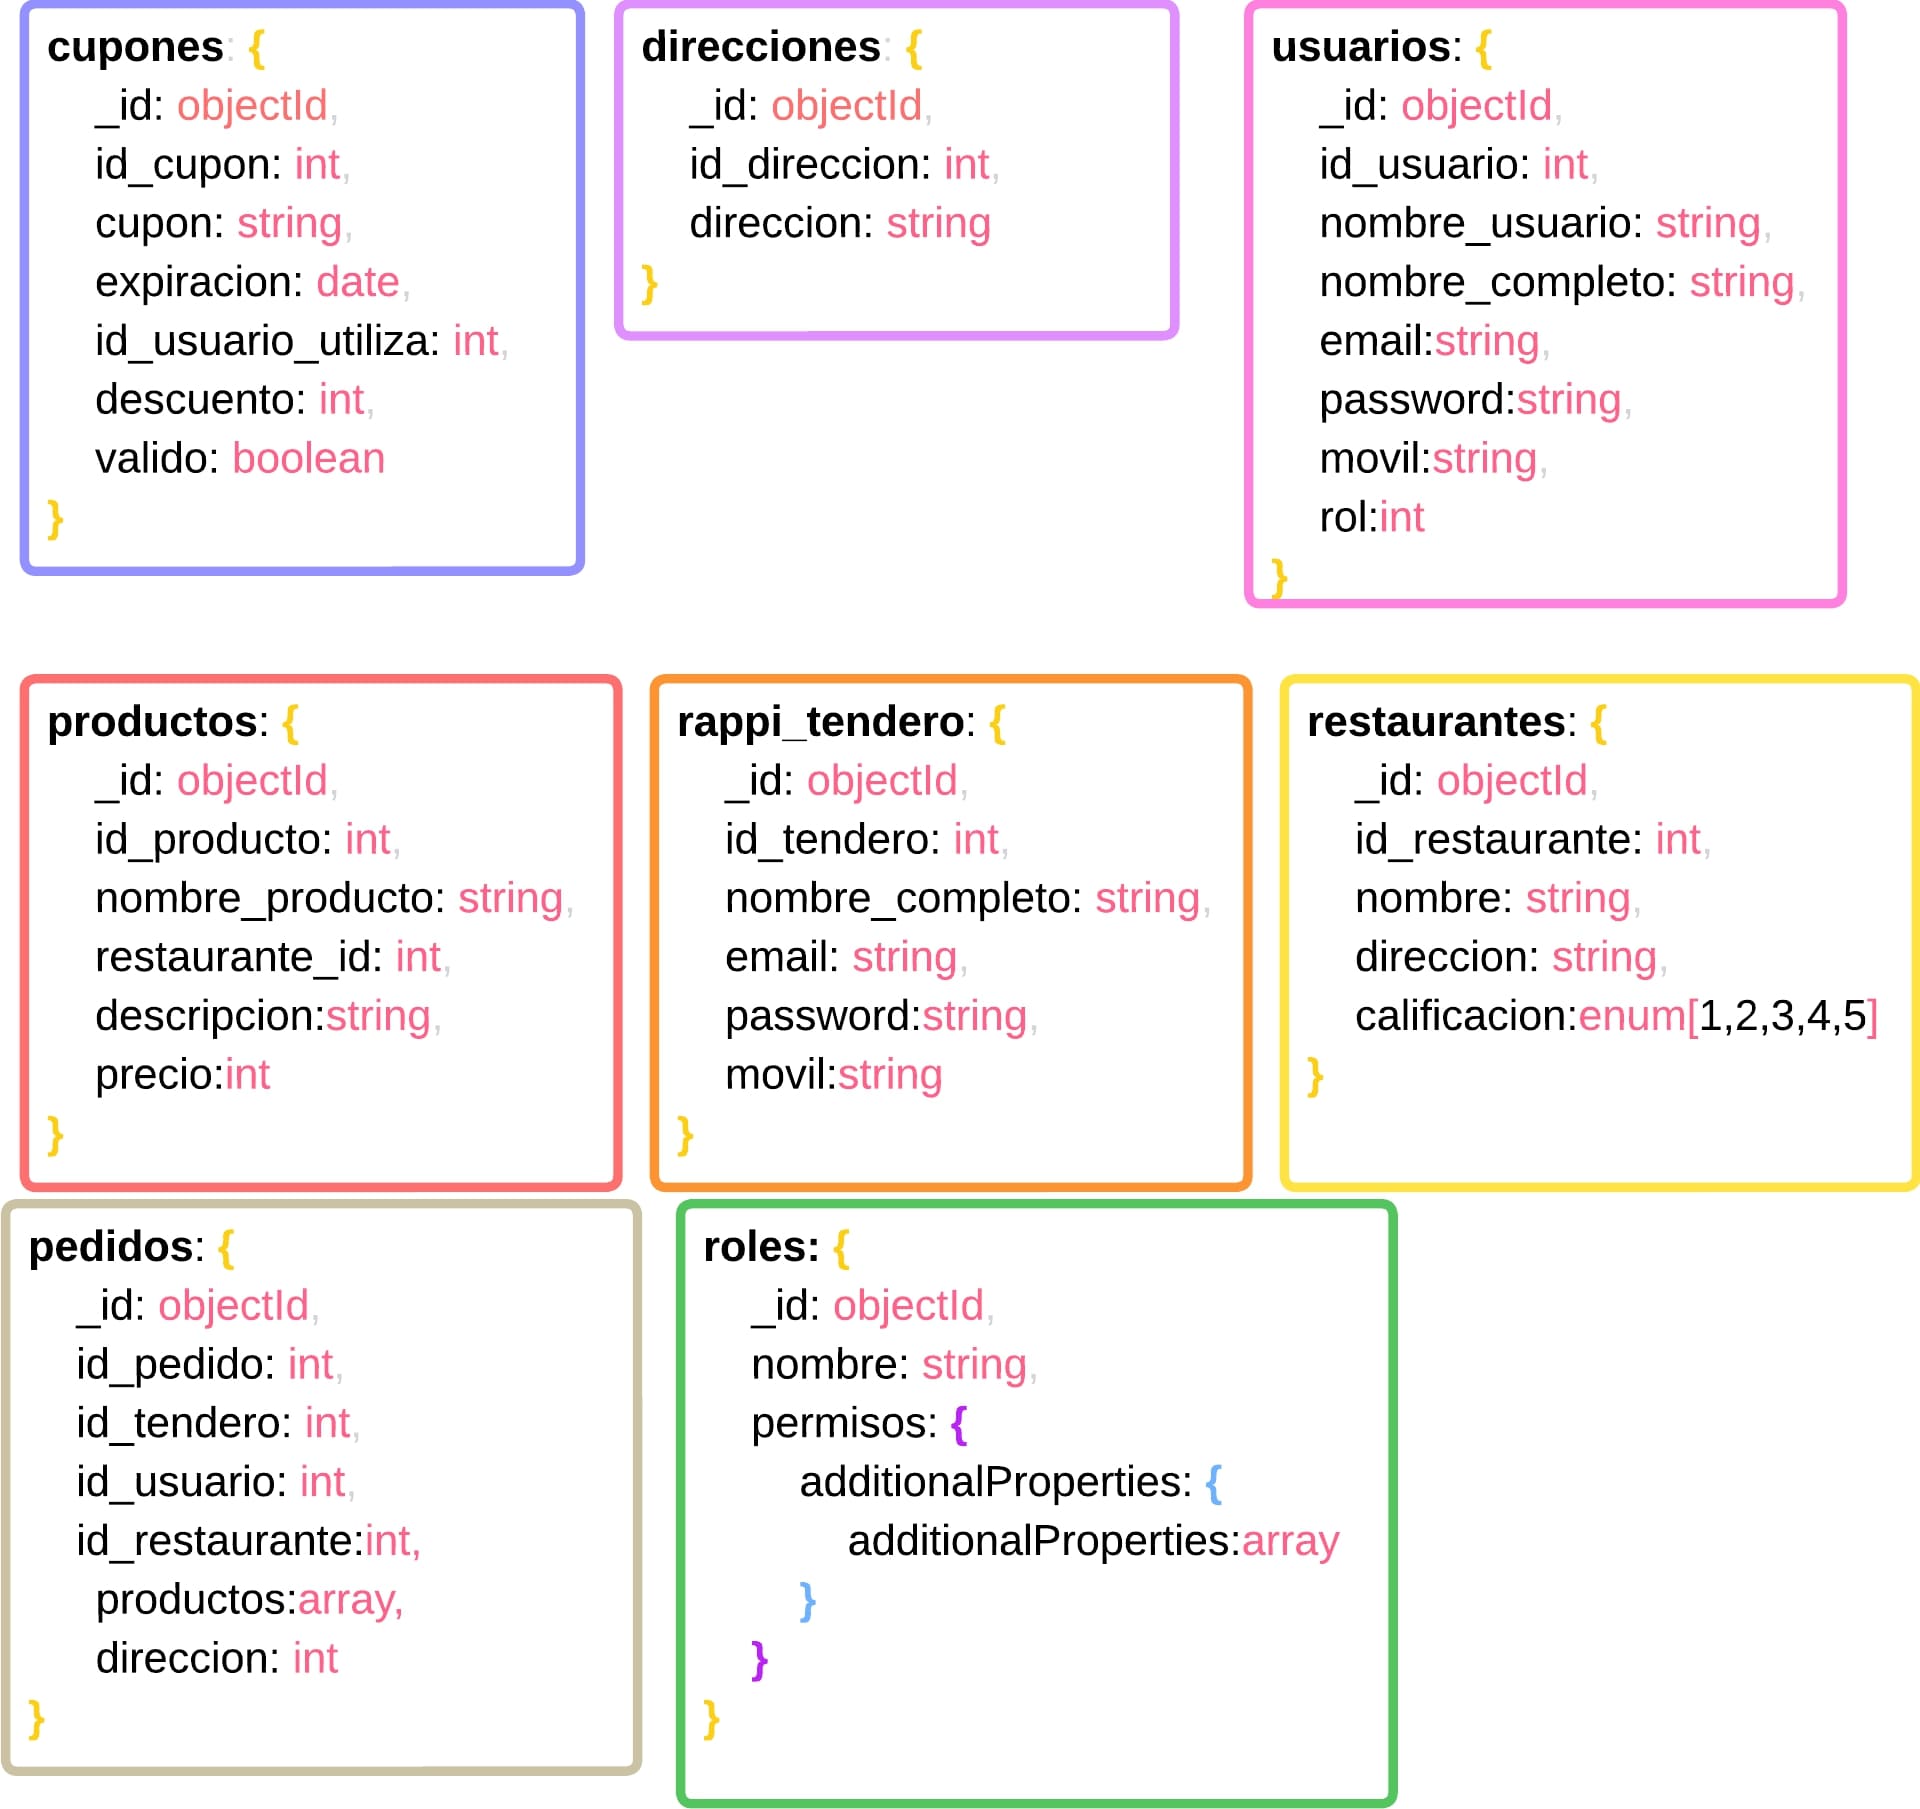 cupones: {
_id: objectId,
id_cupon: int,
cupon: string,
expiracion: date,
id_usuario_utiliza: int,
descuento: int,
valido: boolean
}
direcciones: {
_id: objectId,
id_direccion: int,
direccion: string
}
usuarios: {
_id: objectId,
id_usuario: int,
nombre_usuario: string,
nombre_completo: string,
email:string,
password:string,
movil:string,
rol:int
}
productos: {
_id: objectId,
id_producto: int,
nombre_producto: string,
restaurante_id: int,
descripcion:string,
precio:int
}
rappi_tendero: {
_id: objectId,
id_tendero: int,
nombre_completo: string,
email: string,
password:string,
movil:string
}
restaurantes: {
_id: objectId,
id_restaurante: int,
nombre: string,
direccion: string,
calificacion:enum[1,2,3,4,5]
}
pedidos: {
_id: objectId,
id_pedido: int,
id_tendero: int,
id_usuario: int,
id_restaurante:int,
productos:array,
direccion: int
}
roles: {
_id: objectId,
nombre: string,
permisos: {
additionalProperties: {
additionalProperties:array
}
}
}